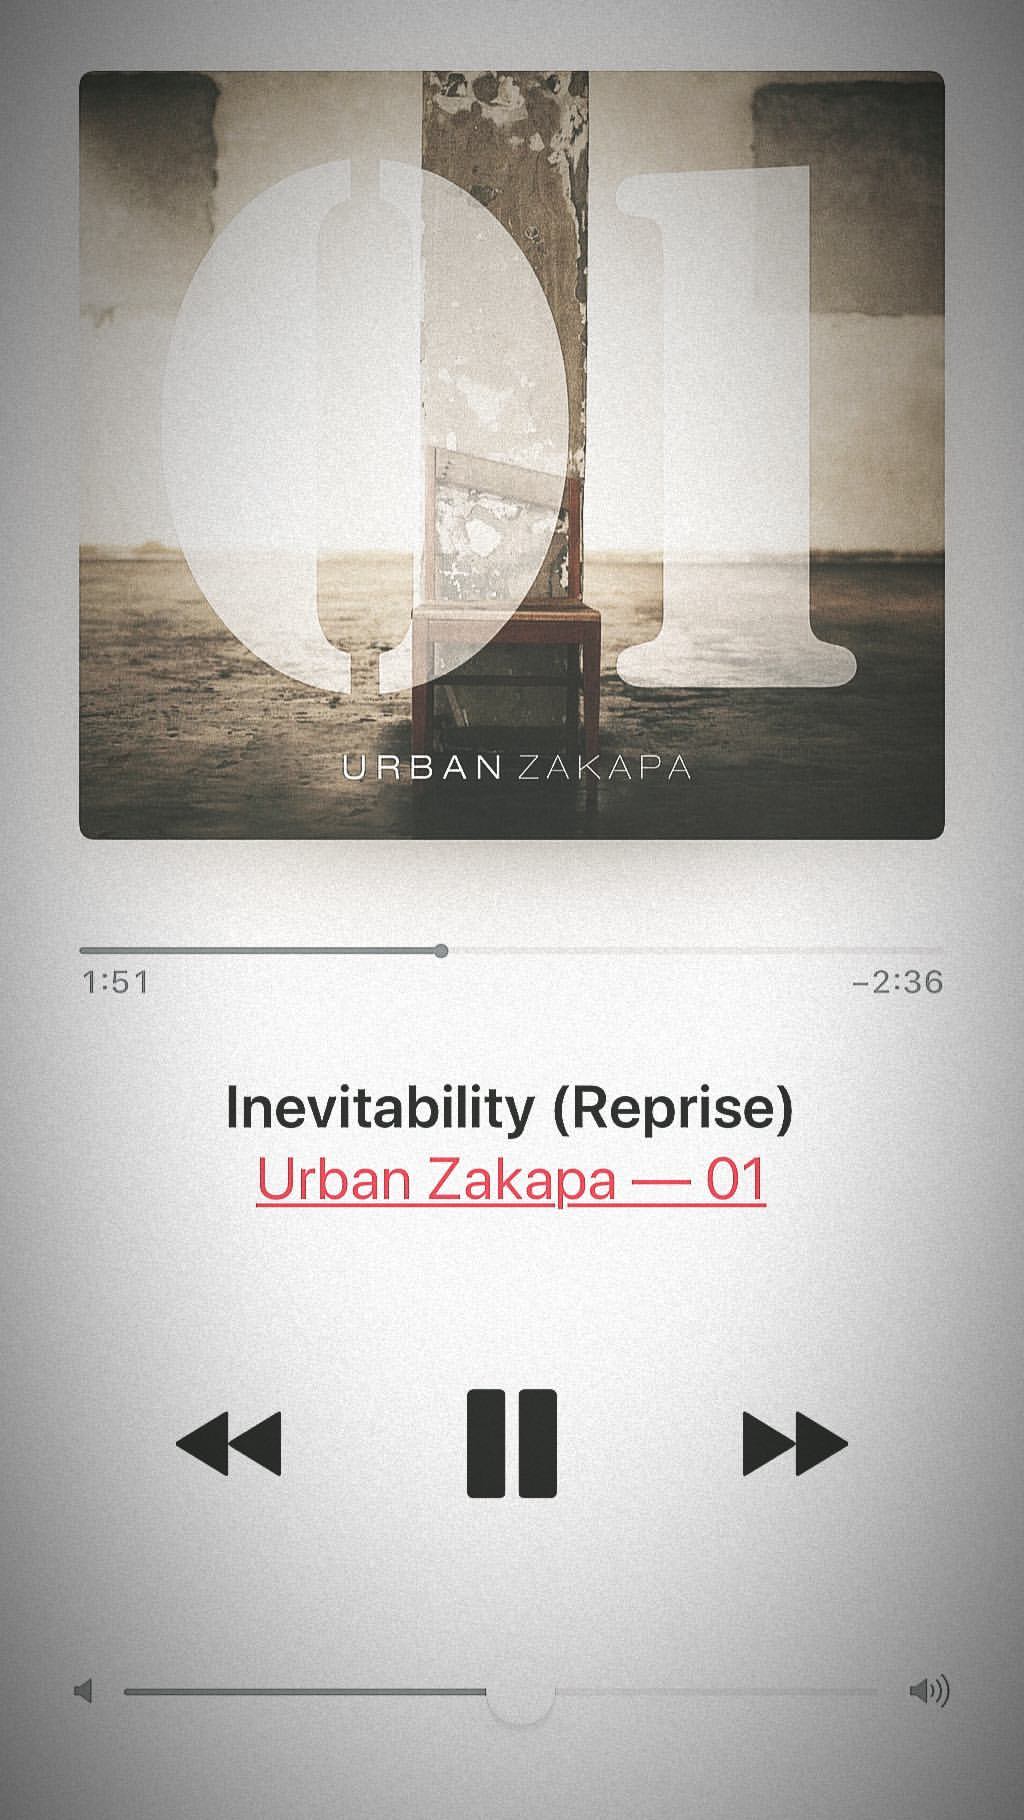 01
URBAN ZAKAPA
1:51
–2:36
Inevitability (Reprise)
Urban Zakapa — 01